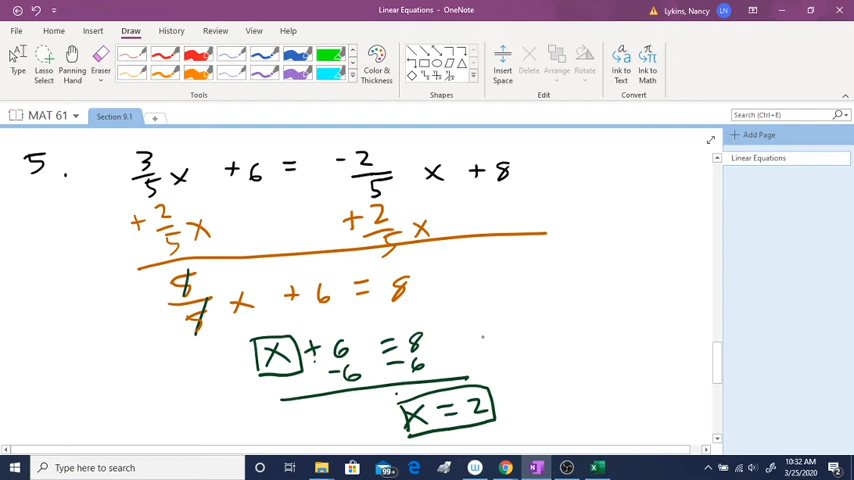 Linear Equations - OneNote
Lykins, Nancy LN
File Home Insert Draw History Review View Help
Type Lasso Select Panning Hand Eraser Color & Thickness Insert Space Delete Arrange Rotate Ink to Text Ink to Math
Tools Shapes Edit Convert
MAT 61 Section 9.1 Search (Ctrl+E)
Add Page
Linear Equations
5. 3/5 x + 6 = -2/5 x + 8
+ 2/5 x + 2/5 x
5/5 x + 6 = 8
x + 6 = 8
-6 -6
x = 2
Type here to search
99+
10:32 AM
3/25/2020
2